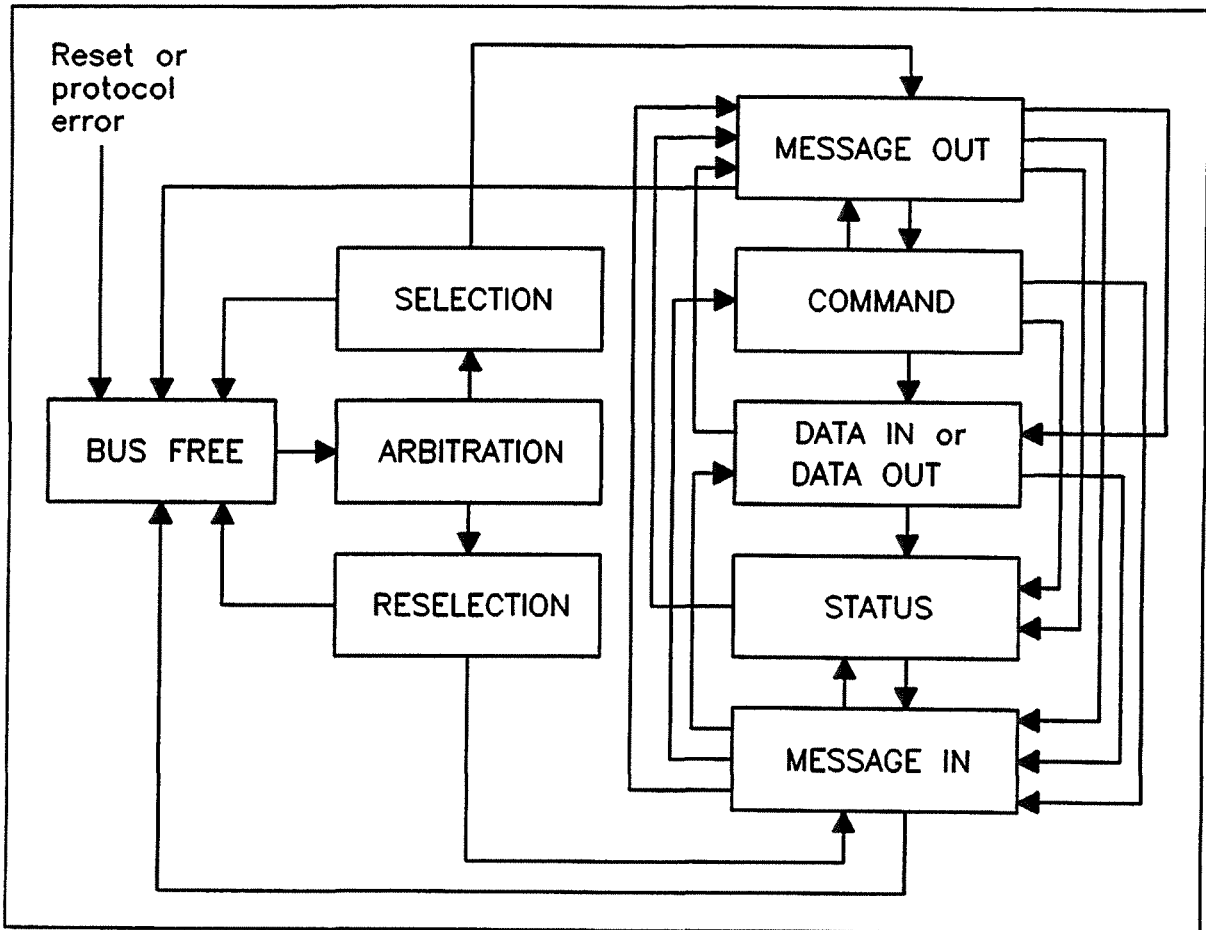 Reset or
protocol
error
MESSAGE OUT
SELECTION
COMMAND
BUS FREE
ARBITRATION
DATA IN or
DATA OUT
RESELECTION
STATUS
MESSAGE IN